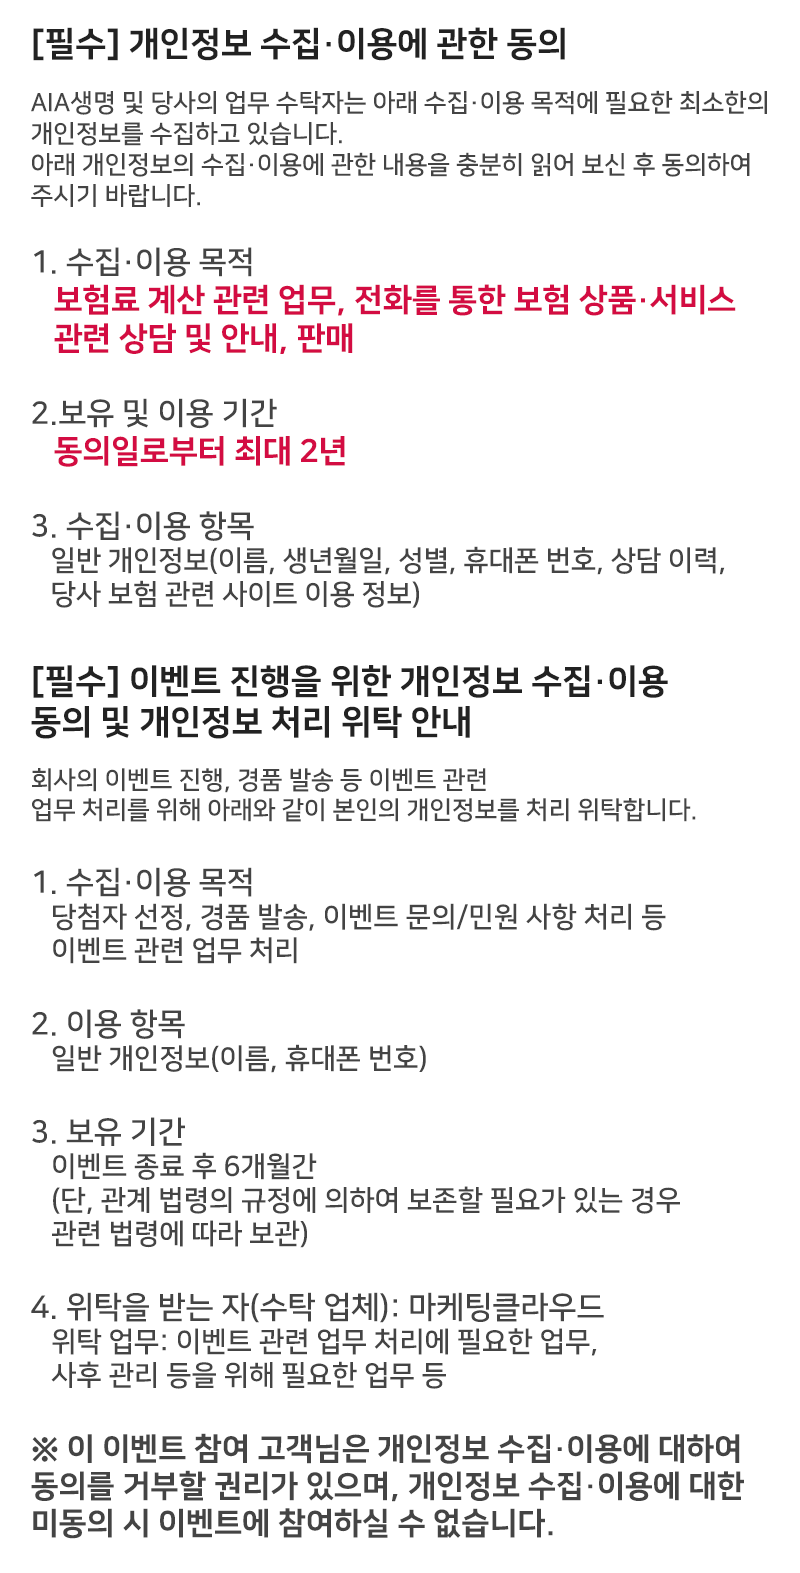 [필수] 개인정보 수집·이용에 관한 동의
AIA생명 및 당사의 업무 수탁자는 아래 수집·이용 목적에 필요한 최소한의
개인정보를 수집하고 있습니다.
아래 개인정보의 수집·이용에 관한 내용을 충분히 읽어 보신 후 동의하여
주시기 바랍니다.
1. 수집·이용 목적
보험료 계산 관련 업무, 전화를 통한 보험 상품·서비스
관련 상담 및 안내, 판매
2.보유 및 이용 기간
동의일로부터 최대 2년
3. 수집·이용 항목
일반 개인정보(이름, 생년월일, 성별, 휴대폰 번호, 상담 이력,
당사 보험 관련 사이트 이용 정보)
[필수] 이벤트 진행을 위한 개인정보 수집·이용
동의 및 개인정보 처리 위탁 안내
회사의 이벤트 진행, 경품 발송 등 이벤트 관련
업무 처리를 위해 아래와 같이 본인의 개인정보를 처리 위탁합니다.
1. 수집·이용 목적
당첨자 선정, 경품 발송, 이벤트 문의/민원 사항 처리 등
이벤트 관련 업무 처리
2. 이용 항목
일반 개인정보(이름, 휴대폰 번호)
3. 보유 기간
이벤트 종료 후 6개월간
(단, 관계 법령의 규정에 의하여 보존할 필요가 있는 경우
관련 법령에 따라 보관)
4. 위탁을 받는 자(수탁 업체): 마케팅클라우드
위탁 업무: 이벤트 관련 업무 처리에 필요한 업무,
사후 관리 등을 위해 필요한 업무 등
※ 이 이벤트 참여 고객님은 개인정보 수집·이용에 대하여
동의를 거부할 권리가 있으며, 개인정보 수집·이용에 대한
미동의 시 이벤트에 참여하실 수 없습니다.